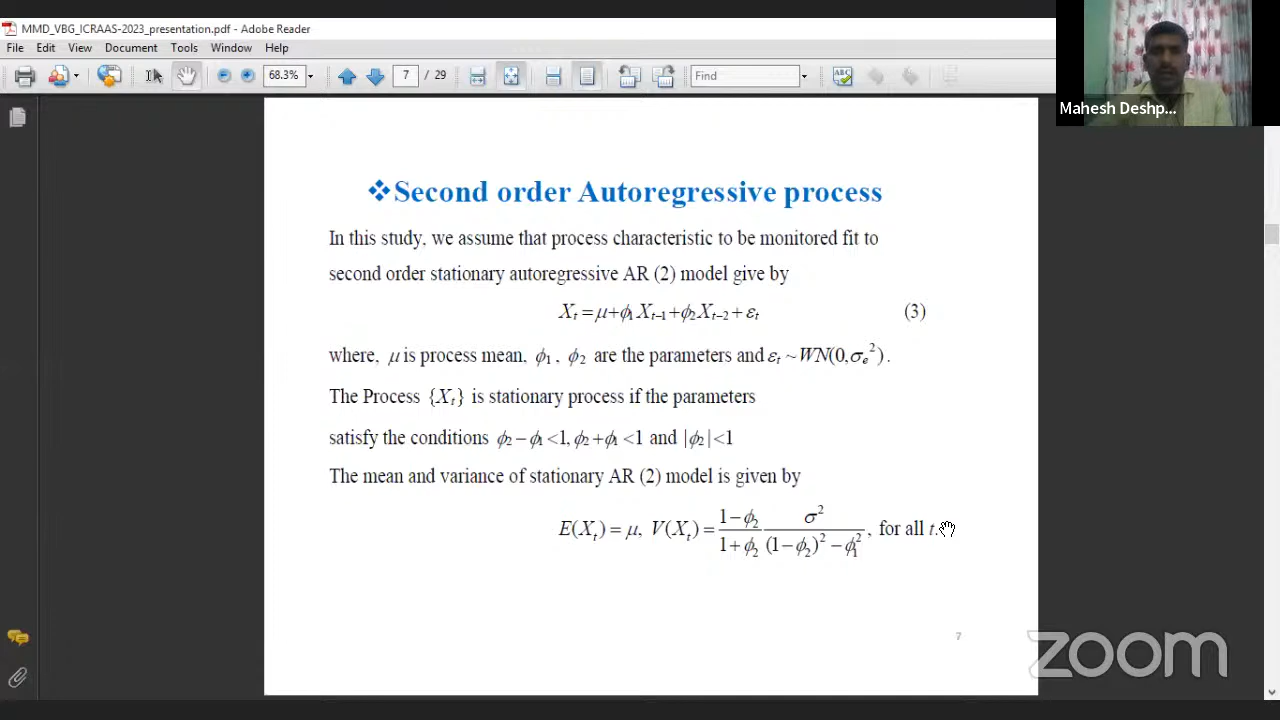 MMD_VBG_ICRAAS-2023_presentation.pdf - Adobe Reader
File Edit View Document Tools Window Help
68.3% 7 / 29 Find
Mahesh Deshp...
❖Second order Autoregressive process
In this study, we assume that process characteristic to be monitored fit to
second order stationary autoregressive AR (2) model give by
Xₜ = μ+ϕ₁Xₜ₋₁+ϕ₂Xₜ₋₂+εₜ (3)
where, μ is process mean, ϕ₁ , ϕ₂ are the parameters and εₜ ~ WN(0,σₑ²) .
The Process {Xₜ} is stationary process if the parameters
satisfy the conditions ϕ₂−ϕ₁<1, ϕ₂+ϕ₁<1 and |ϕ₂|<1
The mean and variance of stationary AR (2) model is given by
E(Xₜ) = μ, V(Xₜ) = (1−ϕ₂)/(1+ϕ₂) σ²/((1−ϕ₂)²−ϕ₁²), for all t.
7
zoom